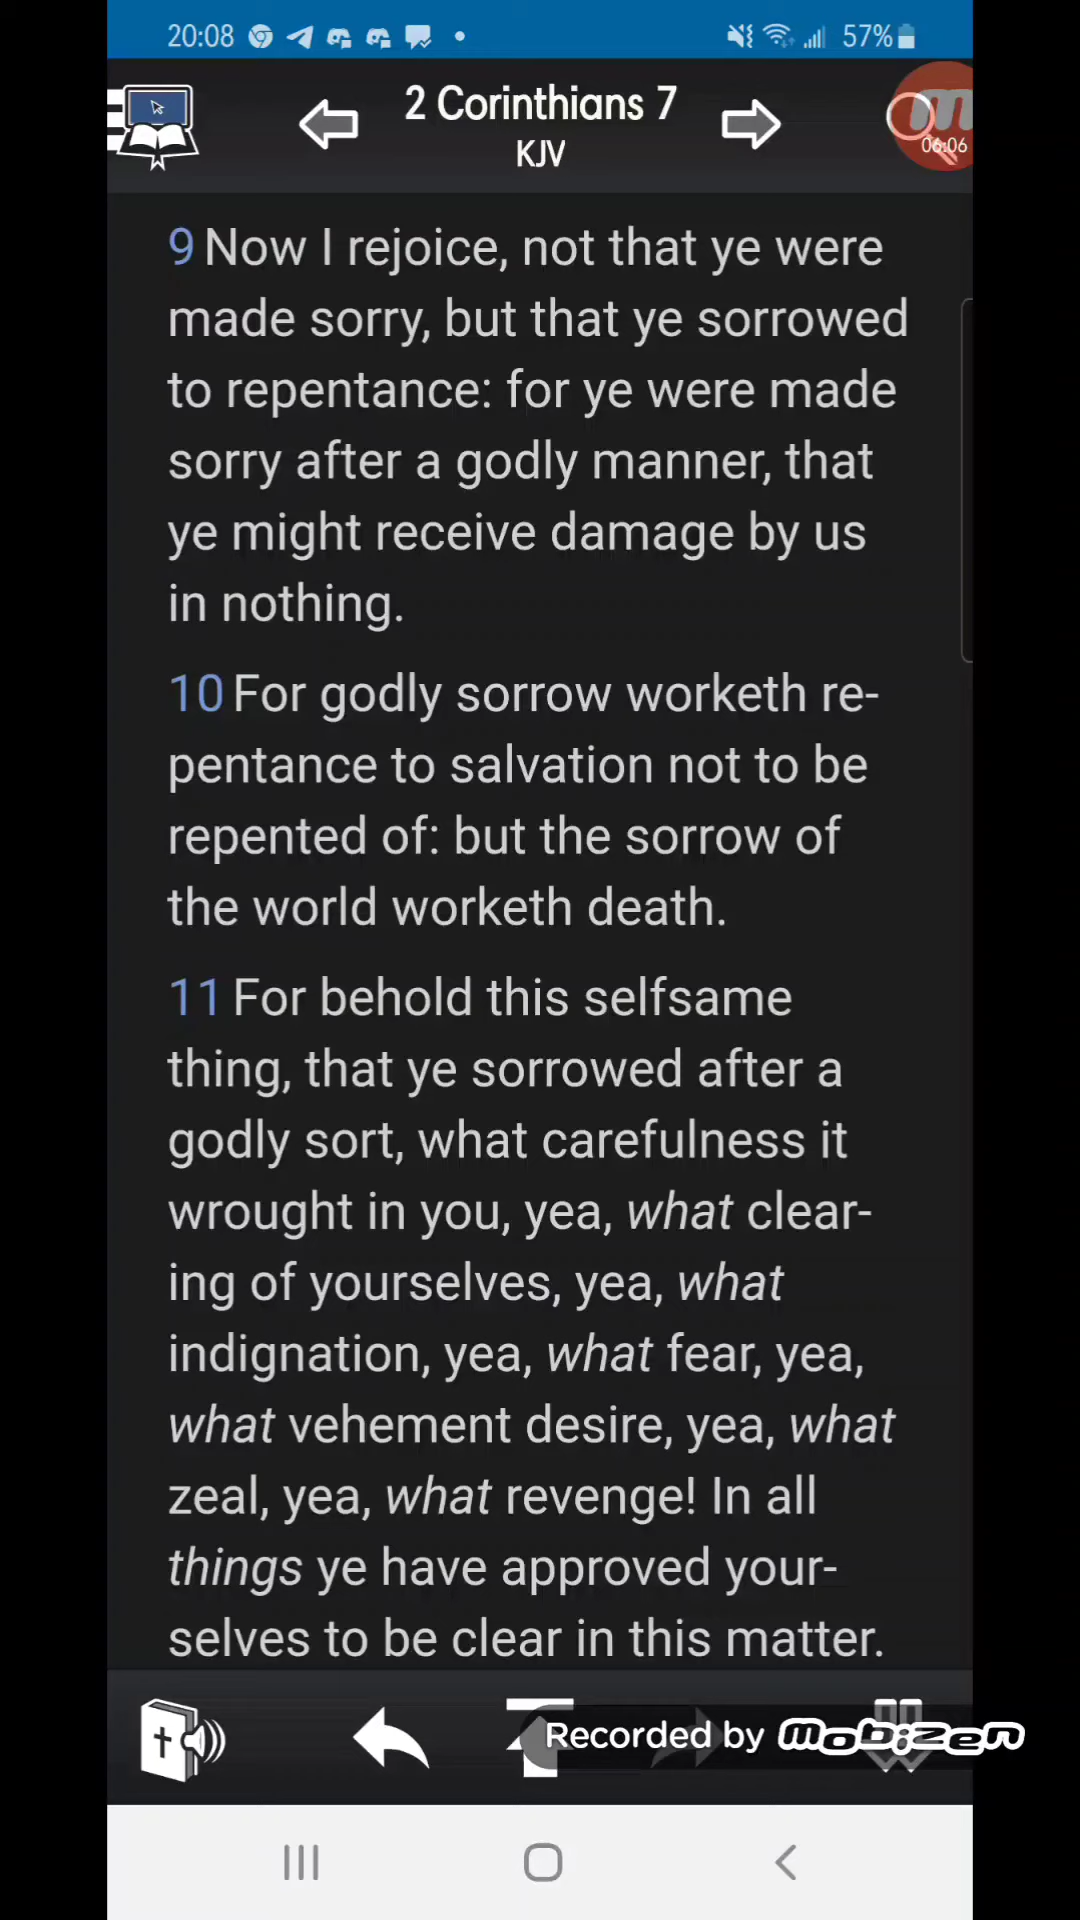 20:08 57%
2 Corinthians 7
KJV
06:06
9 Now I rejoice, not that ye were
made sorry, but that ye sorrowed
to repentance: for ye were made
sorry after a godly manner, that
ye might receive damage by us
in nothing.
10 For godly sorrow worketh re-
pentance to salvation not to be
repented of: but the sorrow of
the world worketh death.
11 For behold this selfsame
thing, that ye sorrowed after a
godly sort, what carefulness it
wrought in you, yea, what clear-
ing of yourselves, yea, what
indignation, yea, what fear, yea,
what vehement desire, yea, what
zeal, yea, what revenge! In all
things ye have approved your-
selves to be clear in this matter.
Recorded by mobizen